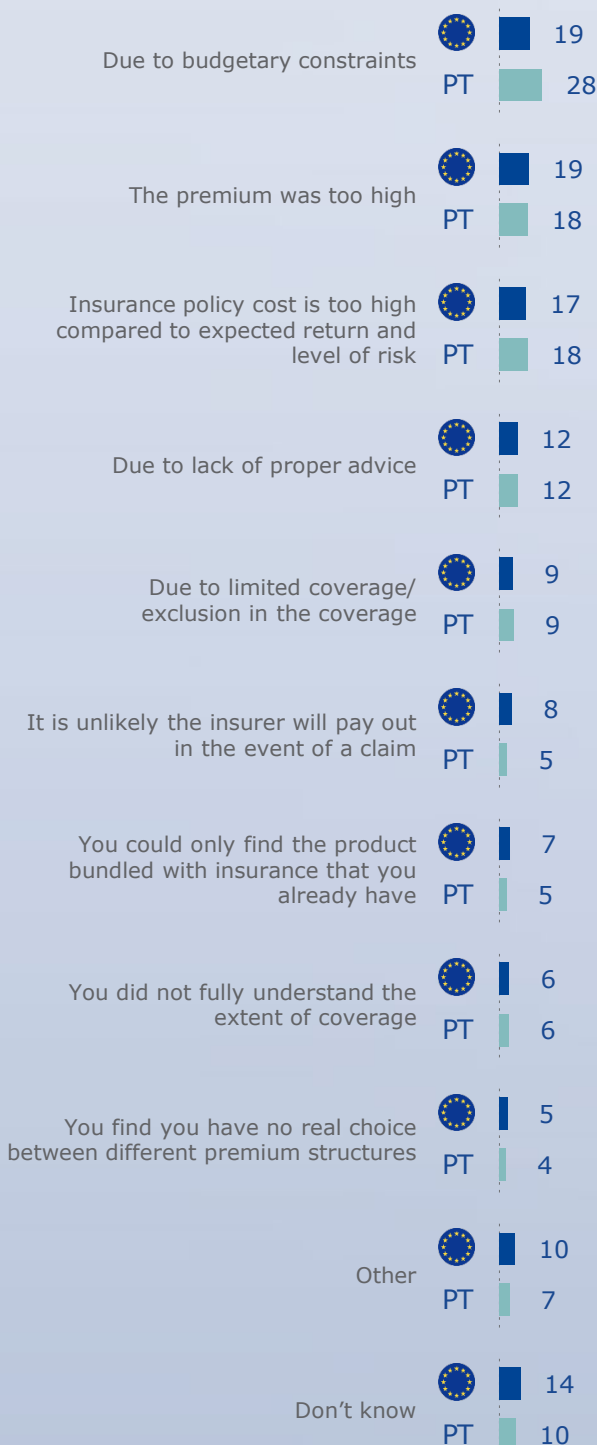 19
Due to budgetary constraints
PT 28
19
The premium was too high
PT 18
Insurance policy cost is too high 17
compared to expected return and
level of risk PT 18
12
Due to lack of proper advice
PT 12
Due to limited coverage/ 9
exclusion in the coverage
PT 9
It is unlikely the insurer will pay out 8
in the event of a claim
PT 5
You could only find the product 7
bundled with insurance that you
already have PT 5
You did not fully understand the 6
extent of coverage
PT 6
You find you have no real choice 5
between different premium structures
PT 4
10
Other
PT 7
14
Don’t know
PT 10